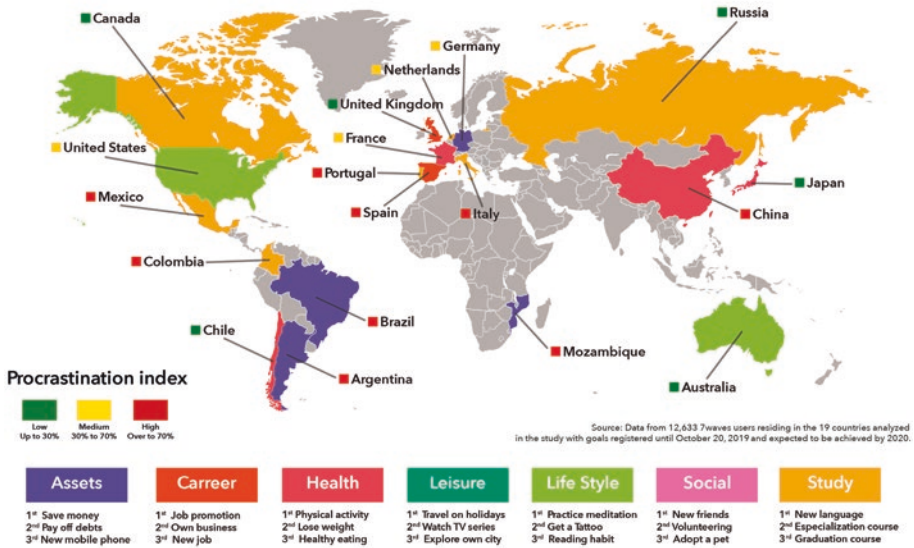 Canada
Russia
Germany
Netherlands
United Kingdom
France
United States
Portugal
Japan
Mexico
Spain
Italy
China
Colombia
Brazil
Chile
Mozambique
Argentina
Australia
Procrastination index
Low
Up to 30%
Medium
30% to 70%
High
Over to 70%
Source: Data from 12,633 7waves users residing in the 19 countries analyzed
in the study with goals registered until October 20, 2019 and expected to be achieved by 2020.
Assets
1st Save money
2nd Pay off debts
3rd New mobile phone
Carreer
1st Job promotion
2nd Own business
3rd New job
Health
1st Physical activity
2nd Lose weight
3rd Healthy eating
Leisure
1st Travel on holidays
2nd Watch TV series
3rd Explore own city
Life Style
1st Practice meditation
2nd Get a Tattoo
3rd Reading habit
Social
1st New friends
2nd Volunteering
3rd Adopt a pet
Study
1st New language
2nd Especialization course
3rd Graduation course